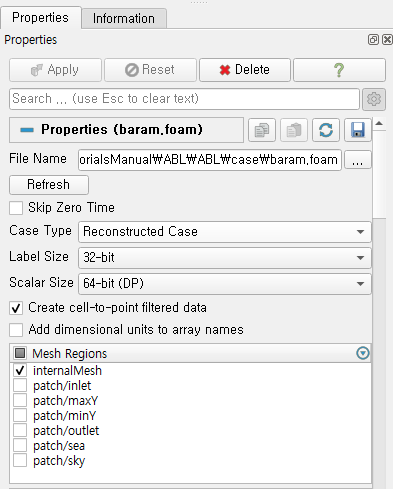 Properties Information
Properties
Apply Reset Delete ?
Search ... (use Esc to clear text)
Properties (baram.foam)
File Name orialsManual₩ABL₩ABL₩case₩baram.foam ...
Refresh
Skip Zero Time
Case Type Reconstructed Case
Label Size 32-bit
Scalar Size 64-bit (DP)
Create cell-to-point filtered data
Add dimensional units to array names
Mesh Regions
internalMesh
patch/inlet
patch/maxY
patch/minY
patch/outlet
patch/sea
patch/sky